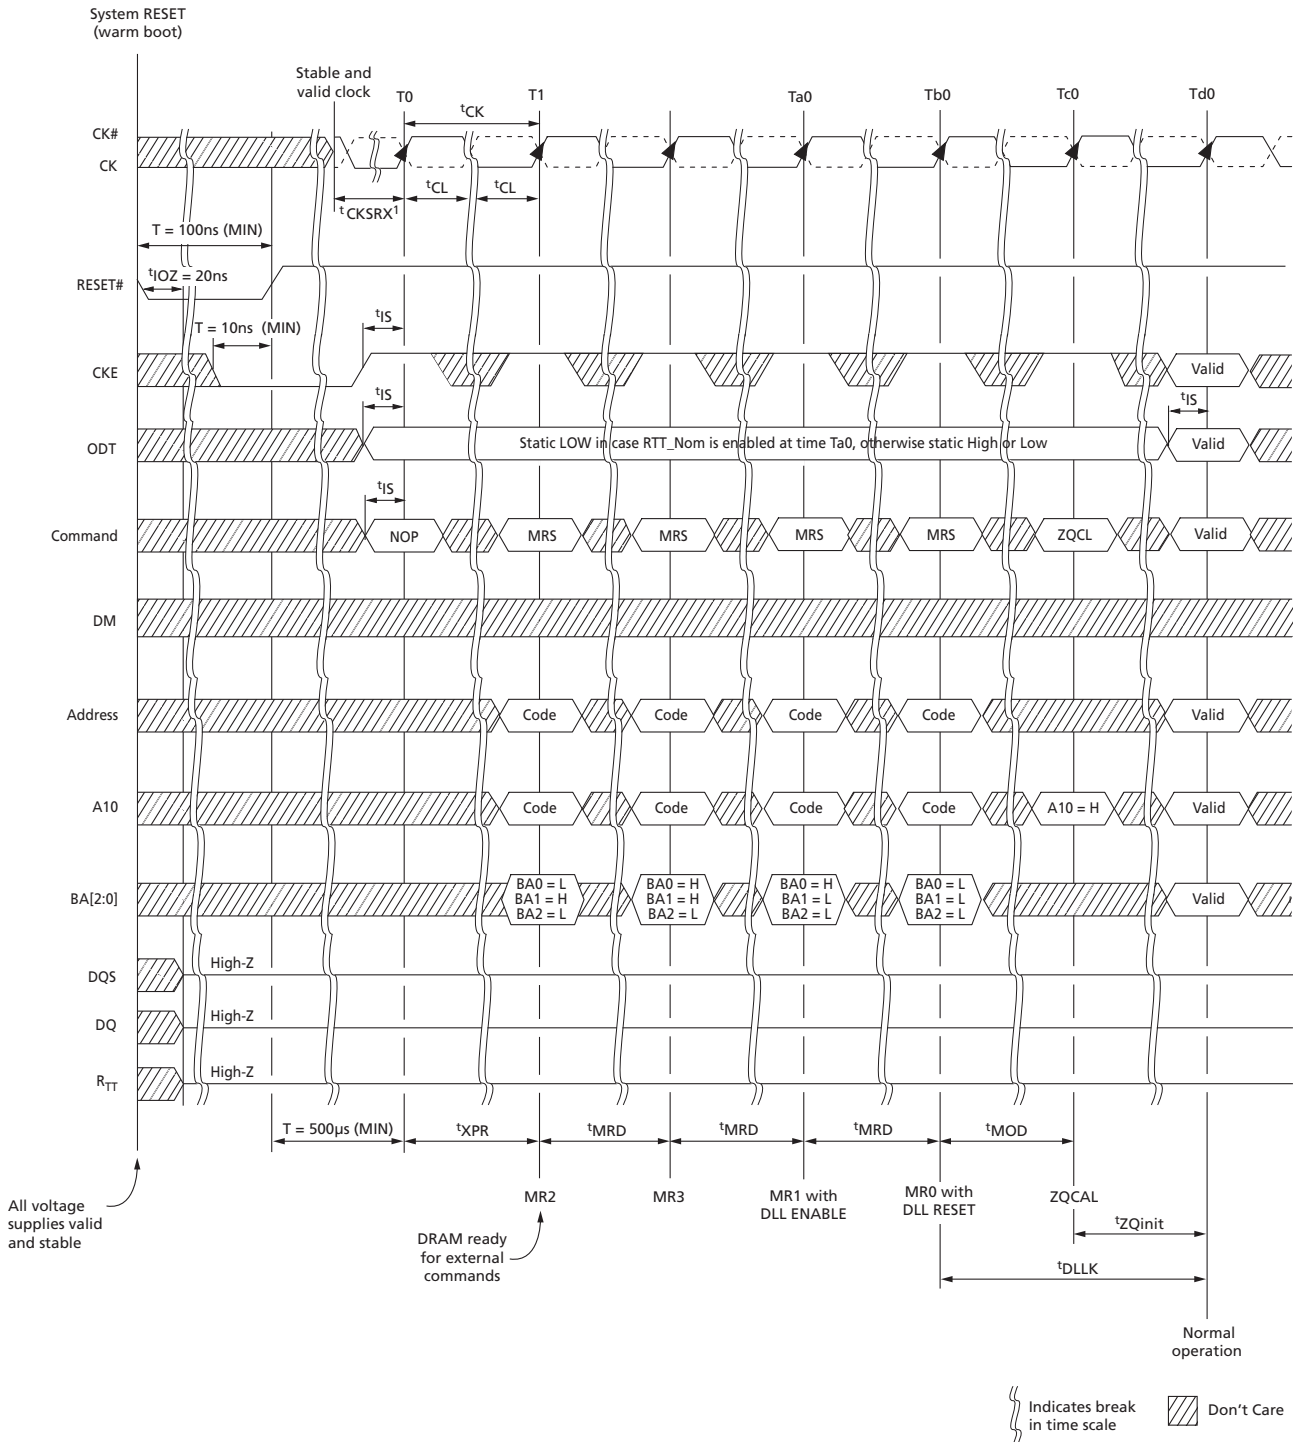 System RESET
(warm boot)
Stable and
valid clock
T0
T1
Ta0
Tb0
Tc0
Td0
tCK
CK#
CK
tCKSRX1
tCL
tCL
T = 100ns (MIN)
tIOZ = 20ns
RESET#
T = 10ns (MIN)
tIS
CKE
Valid
tIS
tIS
ODT
Static LOW in case RTT_Nom is enabled at time Ta0, otherwise static High or Low
Valid
tIS
Command
NOP
MRS
MRS
MRS
MRS
ZQCL
Valid
DM
Address
Code
Code
Code
Code
Valid
A10
Code
Code
Code
Code
A10 = H
Valid
BA[2:0]
BA0 = L
BA1 = H
BA2 = L
BA0 = H
BA1 = H
BA2 = L
BA0 = H
BA1 = L
BA2 = L
BA0 = L
BA1 = L
BA2 = L
Valid
DQS
High-Z
DQ
High-Z
RTT
High-Z
T = 500μs (MIN)
tXPR
tMRD
tMRD
tMRD
tMOD
All voltage
supplies valid
and stable
MR2
MR3
MR1 with
DLL ENABLE
MR0 with
DLL RESET
ZQCAL
DRAM ready
for external
commands
tZQinit
tDLLK
Normal
operation
Indicates break
in time scale
Don't Care